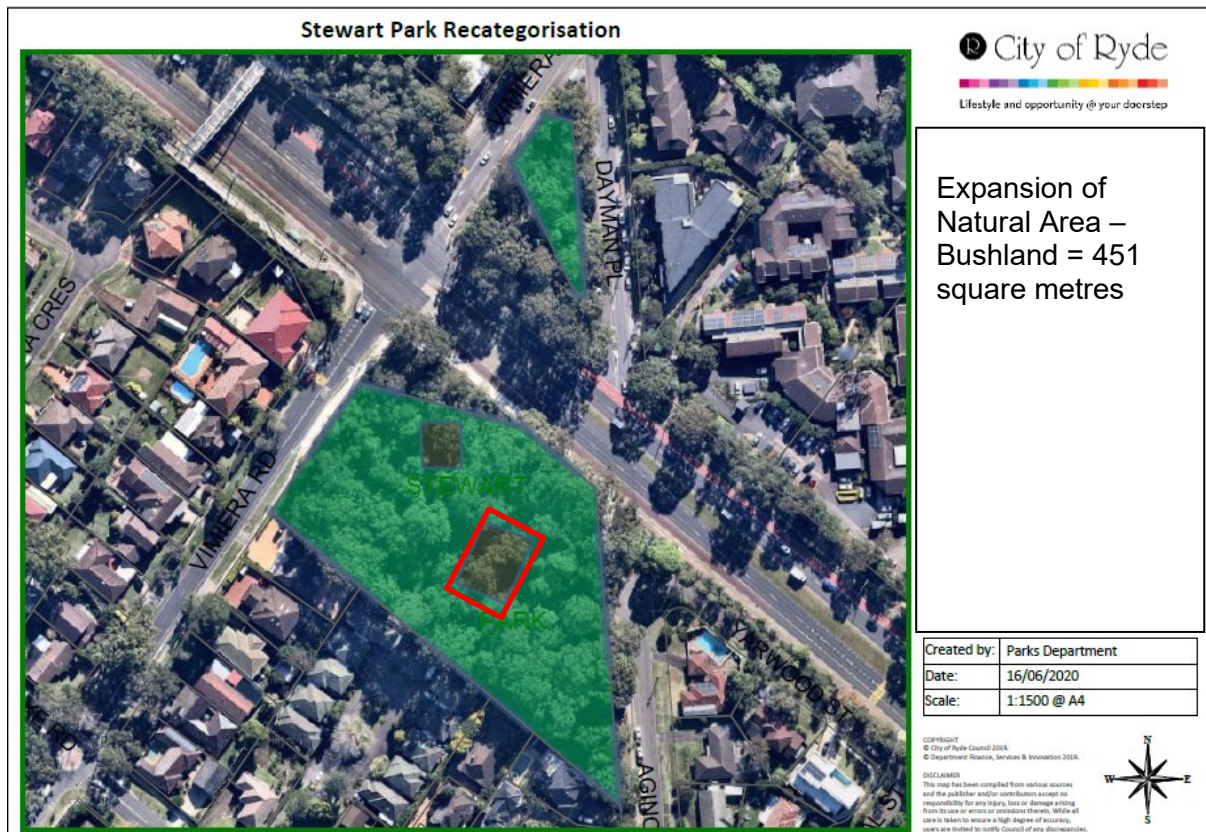 Stewart Park Recategorisation
R City of Ryde
Lifestyle and opportunity @ your doorstep
Expansion of
Natural Area –
Bushland = 451
square metres
VIMIERA
DAYMAN PL
A CRES
VIMIERA RD
STEWART
PARK
YARWOOD ST
AGINC
L ST
RD
Created by: Parks Department
Date: 16/06/2020
Scale: 1:1500 @ A4
COPYRIGHT
© City of Ryde Council 2019.
© Department Finance, Services & Innovation 2019.
DISCLAIMER
This map has been compiled from various sources
and the publisher and/or contributors accept no
responsibility for any injury, loss or damage arising
from its use or errors or omissions therein. While all
care is taken to ensure a high degree of accuracy,
users are invited to notify Council of any discrepancies.
N
W E
S